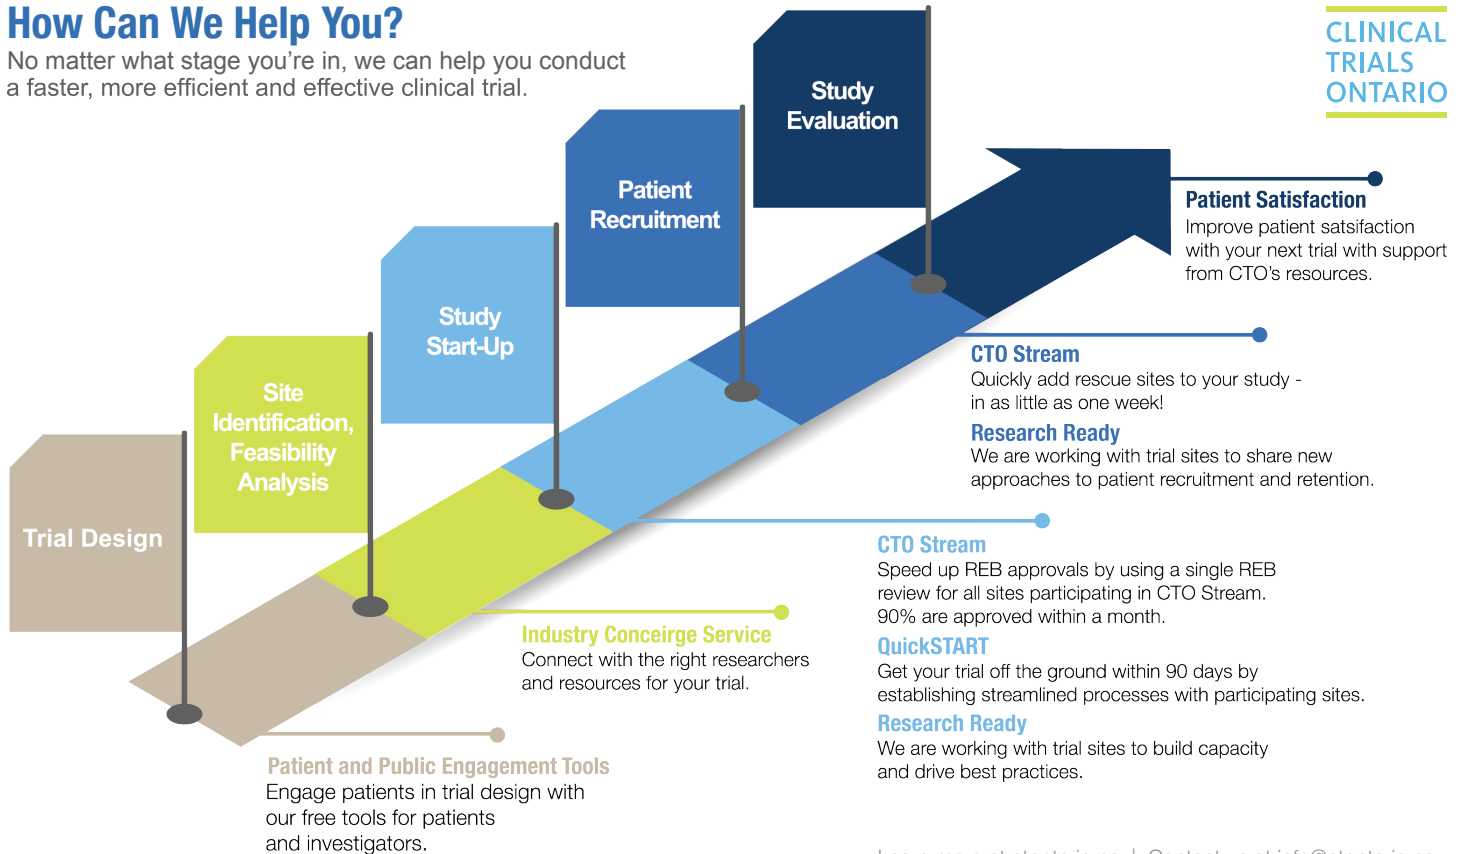 How Can We Help You?
No matter what stage you're in, we can help you conduct
a faster, more efficient and effective clinical trial.
CLINICAL
TRIALS
ONTARIO
Study
Evaluation
Patient
Recruitment
Study
Start-Up
Site
Identification,
Feasibility
Analysis
Trial Design
Patient Satisfaction
Improve patient satsifaction
with your next trial with support
from CTO's resources.
CTO Stream
Quickly add rescue sites to your study -
in as little as one week!
Research Ready
We are working with trial sites to share new
approaches to patient recruitment and retention.
CTO Stream
Speed up REB approvals by using a single REB
review for all sites participating in CTO Stream.
90% are approved within a month.
QuickSTART
Get your trial off the ground within 90 days by
establishing streamlined processes with participating sites.
Research Ready
We are working with trial sites to build capacity
and drive best practices.
Industry Conceirge Service
Connect with the right researchers
and resources for your trial.
Patient and Public Engagement Tools
Engage patients in trial design with
our free tools for patients
and investigators.